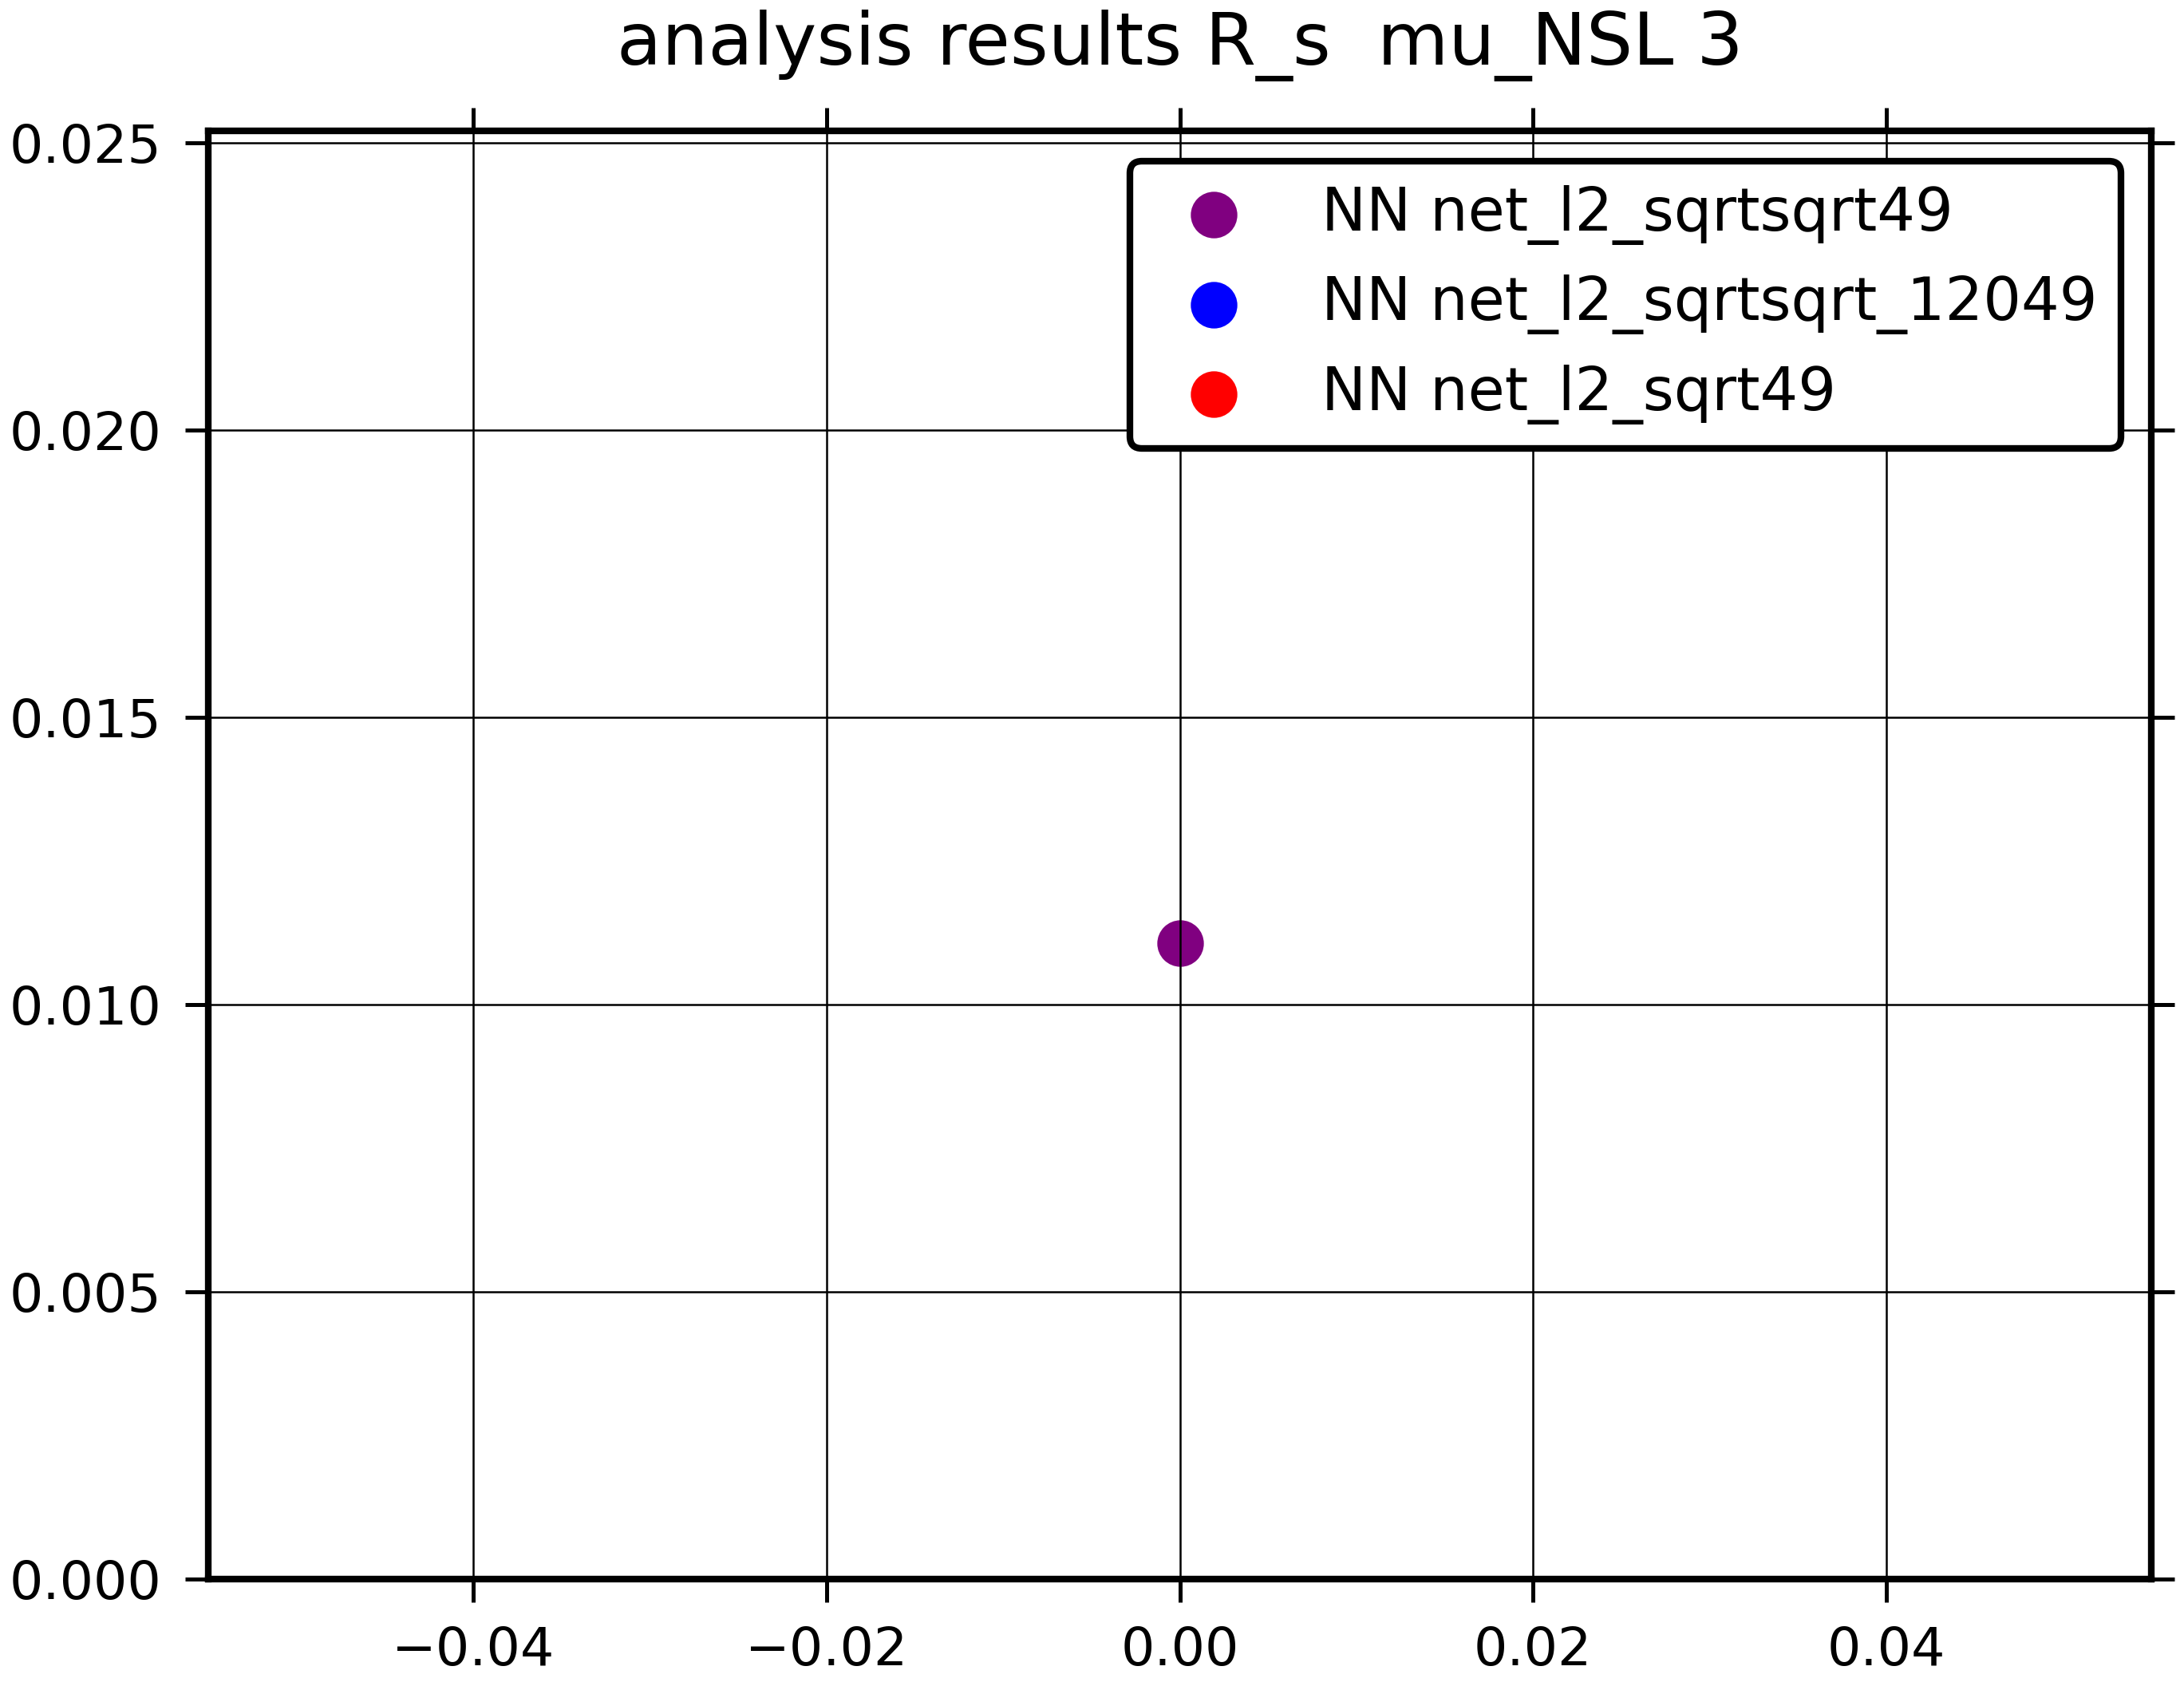 analysis results R_s  mu_NSL 3
0.025
0.020
0.015
0.010
0.005
0.000
NN net_l2_sqrtsqrt49
NN net_l2_sqrtsqrt_12049
NN net_l2_sqrt49
−0.04
−0.02
0.00
0.02
0.04